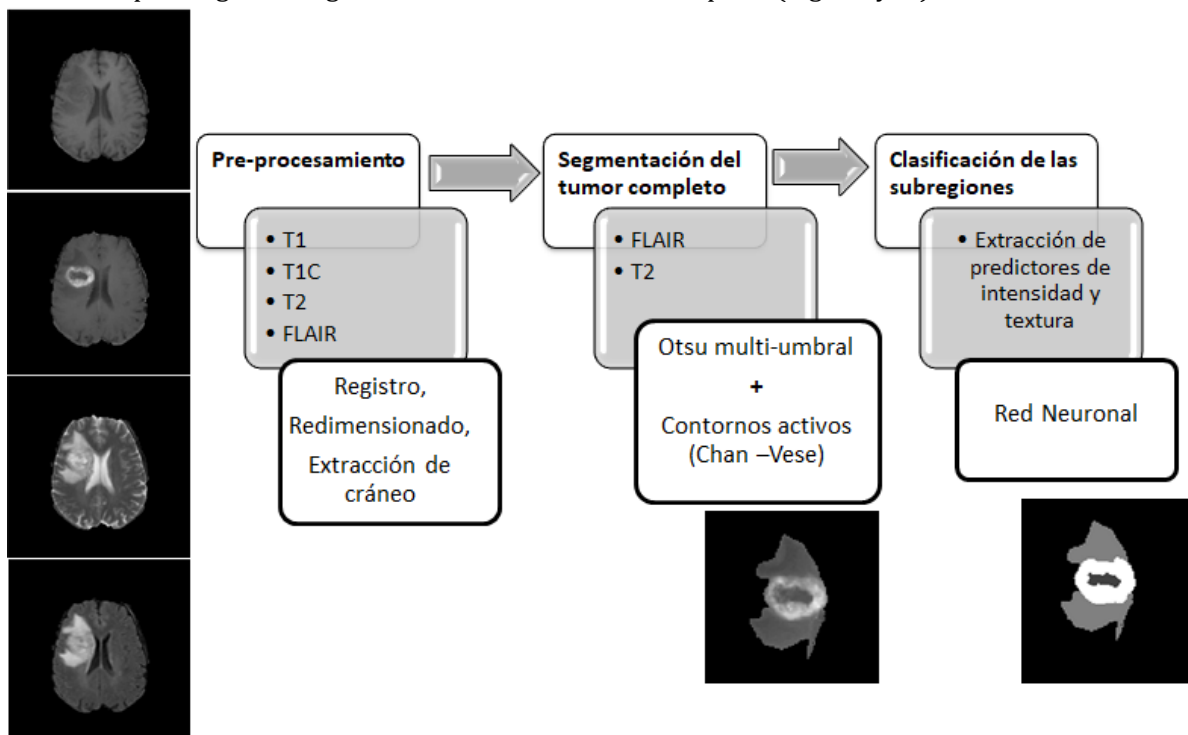 Pre-procesamiento
• T1
• T1C
• T2
• FLAIR
Registro,
Redimensionado,
Extracción de
cráneo
Segmentación del
tumor completo
• FLAIR
• T2
Otsu multi-umbral
+
Contornos activos
(Chan –Vese)
Clasificación de las
subregiones
• Extracción de
predictores de
intensidad y
textura
Red Neuronal